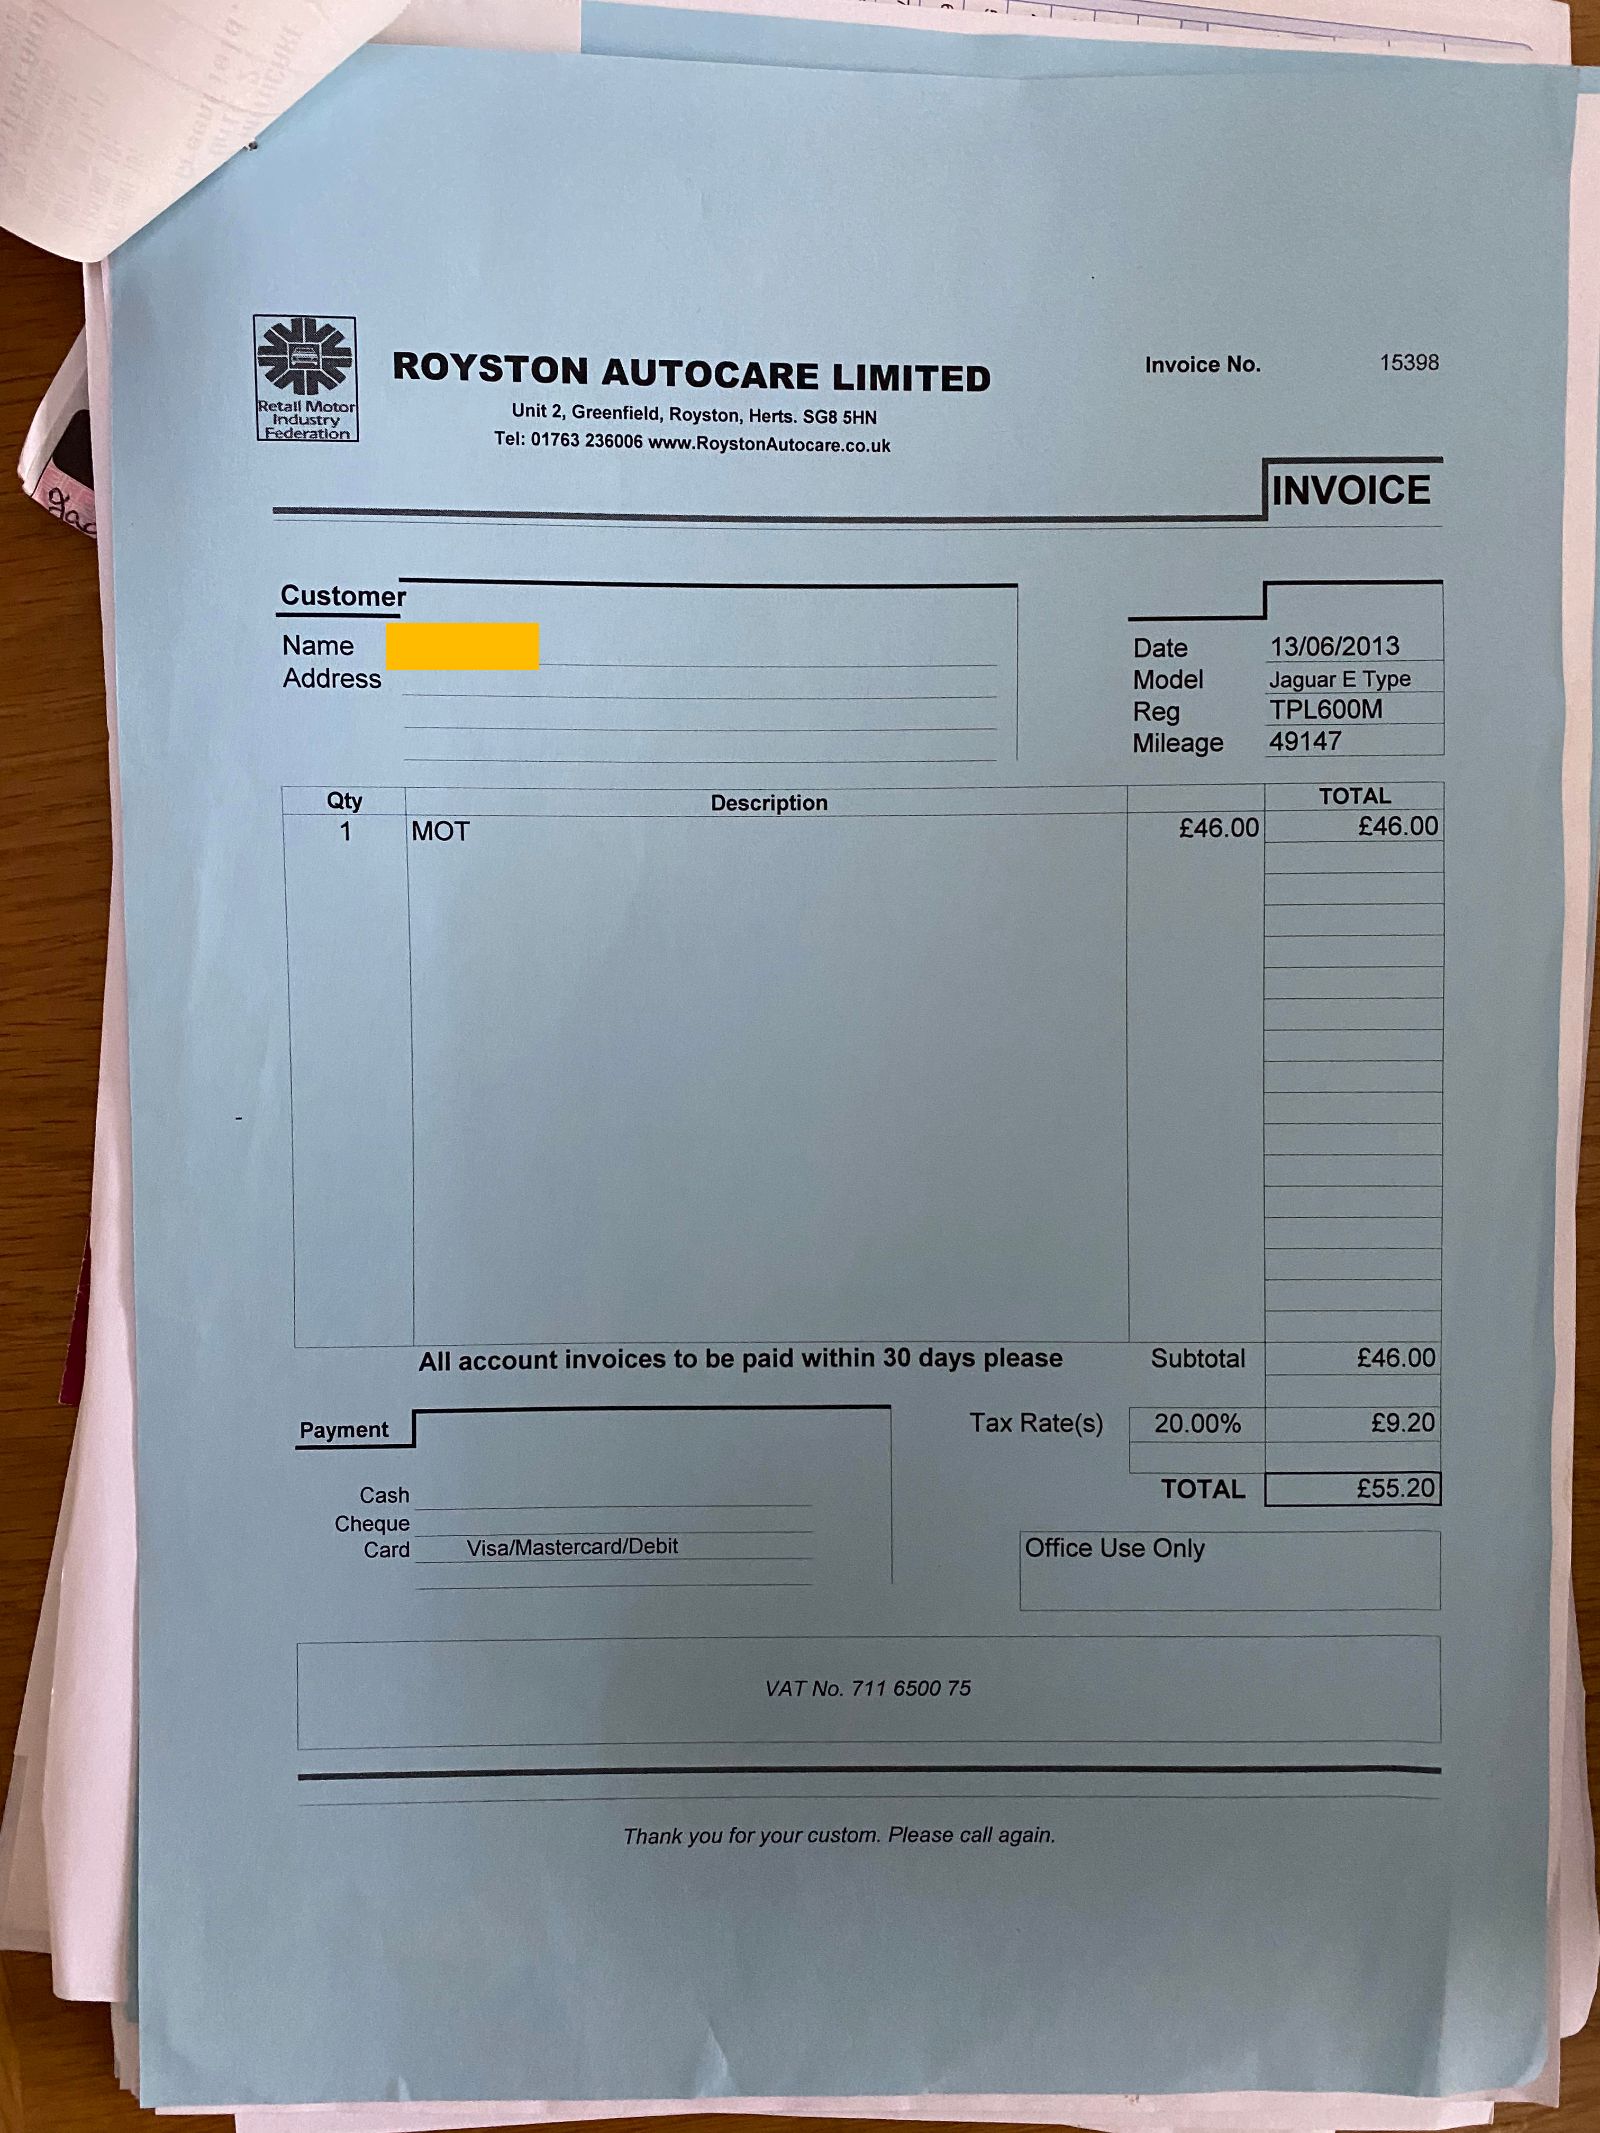 Retail Motor
Industry
Federation
ROYSTON AUTOCARE LIMITED
Unit 2, Greenfield, Royston, Herts. SG8 5HN
Tel: 01763 236006 www.RoystonAutocare.co.uk
Invoice No. 15398
INVOICE
Customer
Name
Address
Date 13/06/2013
Model Jaguar E Type
Reg TPL600M
Mileage 49147
Qty Description TOTAL
1 MOT £46.00 £46.00
All account invoices to be paid within 30 days please Subtotal £46.00
Payment
Tax Rate(s) 20.00% £9.20
TOTAL £55.20
Cash
Cheque
Card Visa/Mastercard/Debit
Office Use Only
VAT No. 711 6500 75
Thank you for your custom. Please call again.